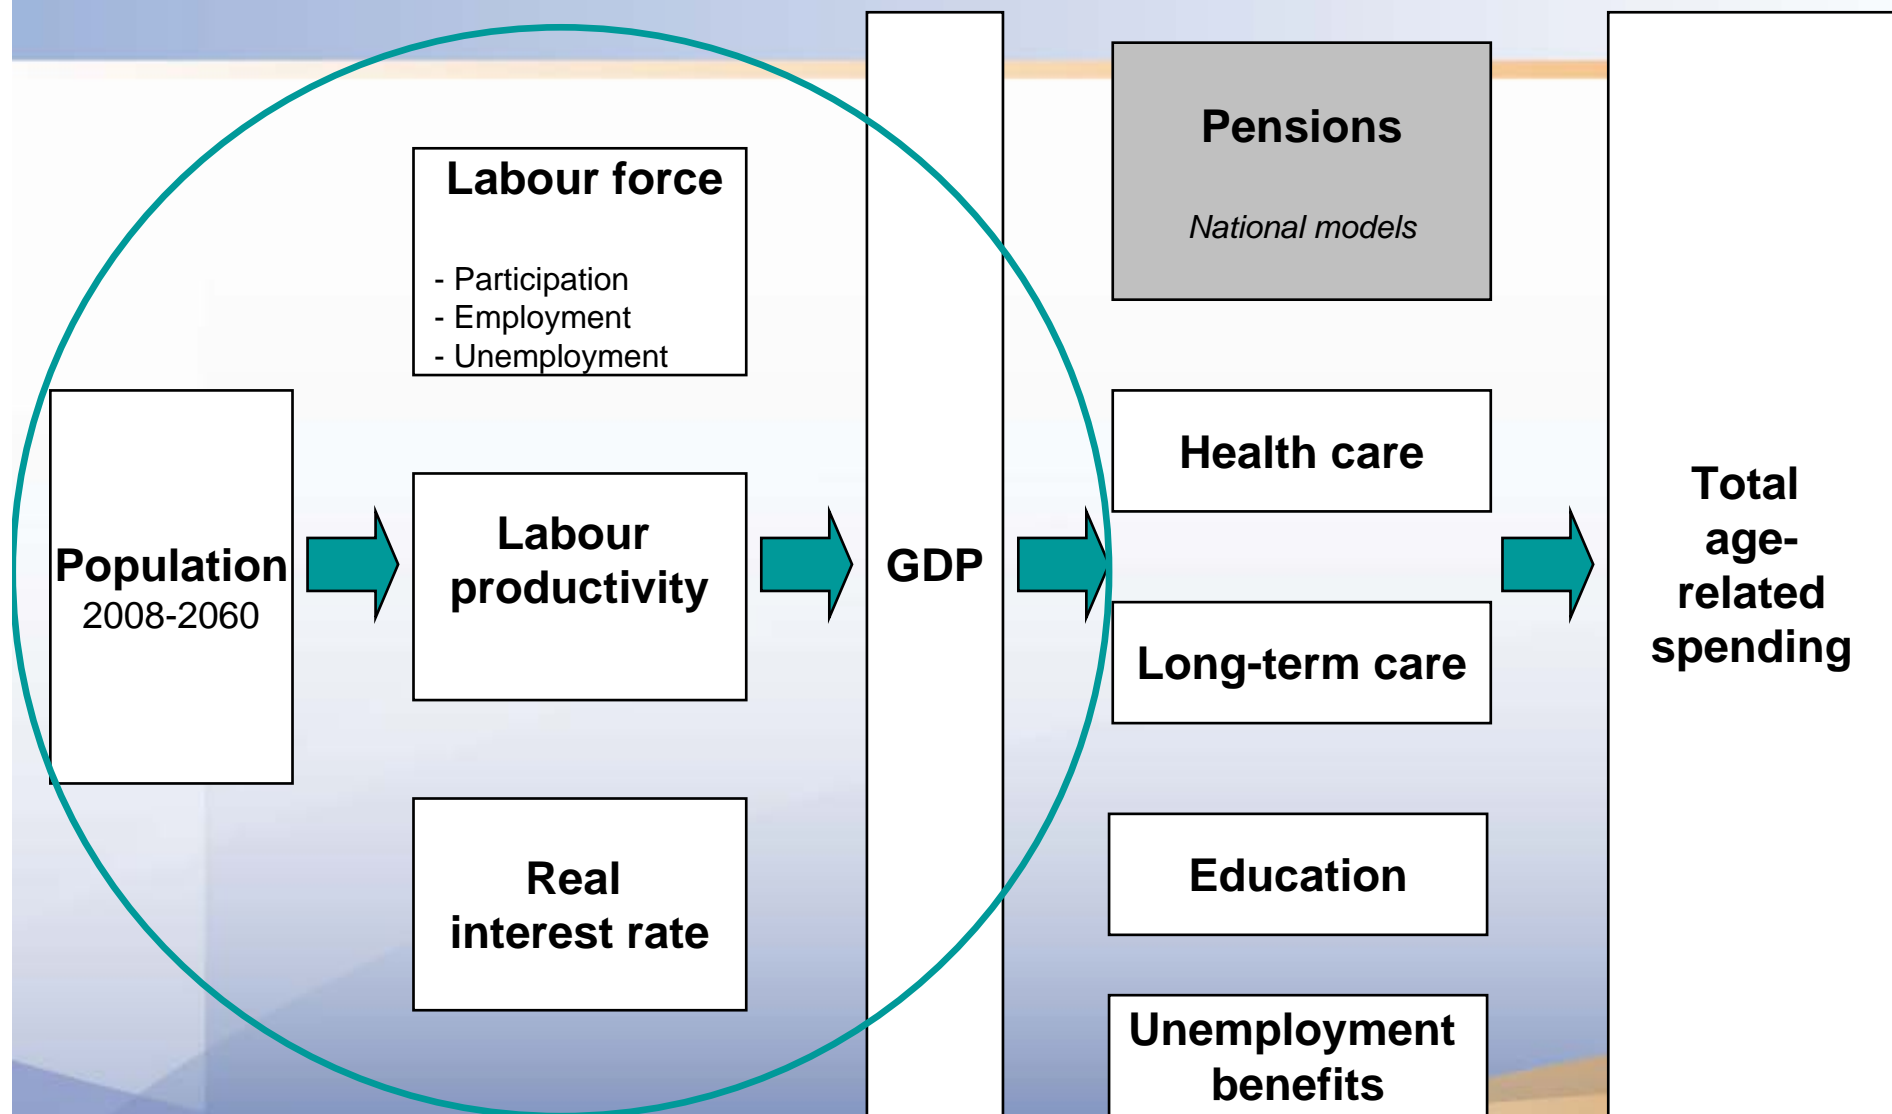 Population
2008-2060
Labour force
- Participation
- Employment
- Unemployment
Labour
productivity
Real
interest rate
GDP
Pensions
National models
Health care
Long-term care
Education
Unemployment
benefits
Total
age-
related
spending